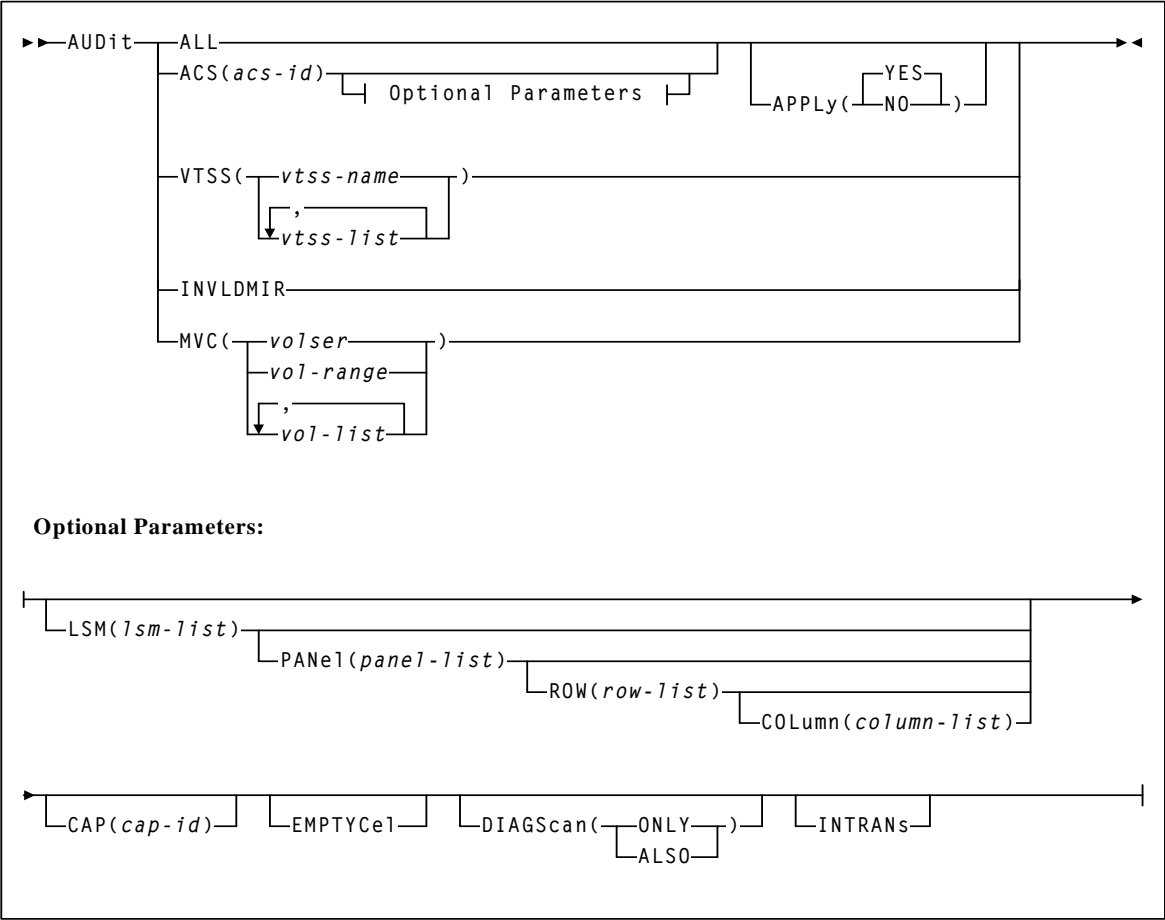 AUDit ALL
ACS(acs-id) Optional Parameters YES
APPLy( NO )
VTSS( vtss-name )
,
vtss-list
INVLDMIR
MVC( volser )
vol-range
,
vol-list
Optional Parameters:
LSM(lsm-list)
PANel(panel-list)
ROW(row-list)
COLumn(column-list)
CAP(cap-id) EMPTYCel DIAGScan( ONLY ) INTRANs
ALSO